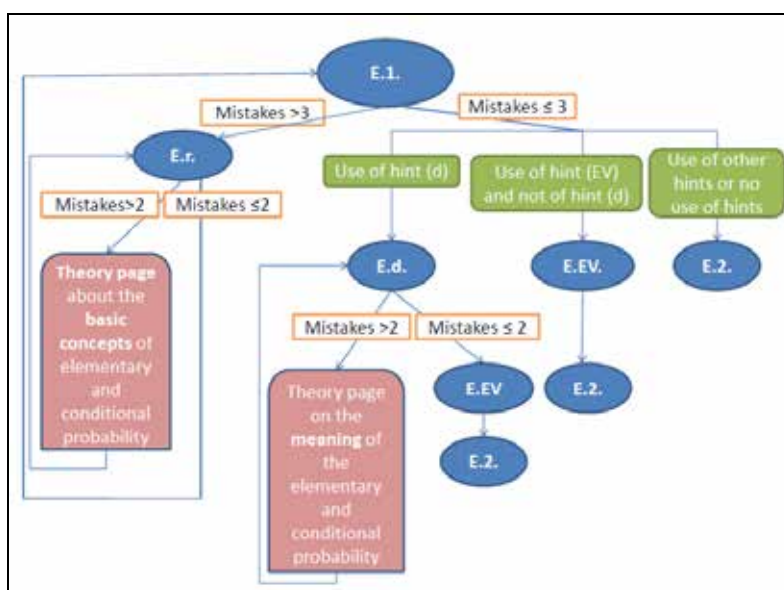 E.1.
Mistakes >3
Mistakes ≤ 3
E.r.
Use of hint (d)
Use of hint (EV)
and not of hint (d)
Use of other
hints or no
use of hints
Mistakes>2
Mistakes ≤2
Theory page
about the
basic
concepts of
elementary
and
conditional
probability
E.d.
E.EV.
E.2.
Mistakes >2
Mistakes ≤ 2
Theory page
on the
meaning of
the
elementary
and
conditional
probability
E.EV
E.2.
E.2.